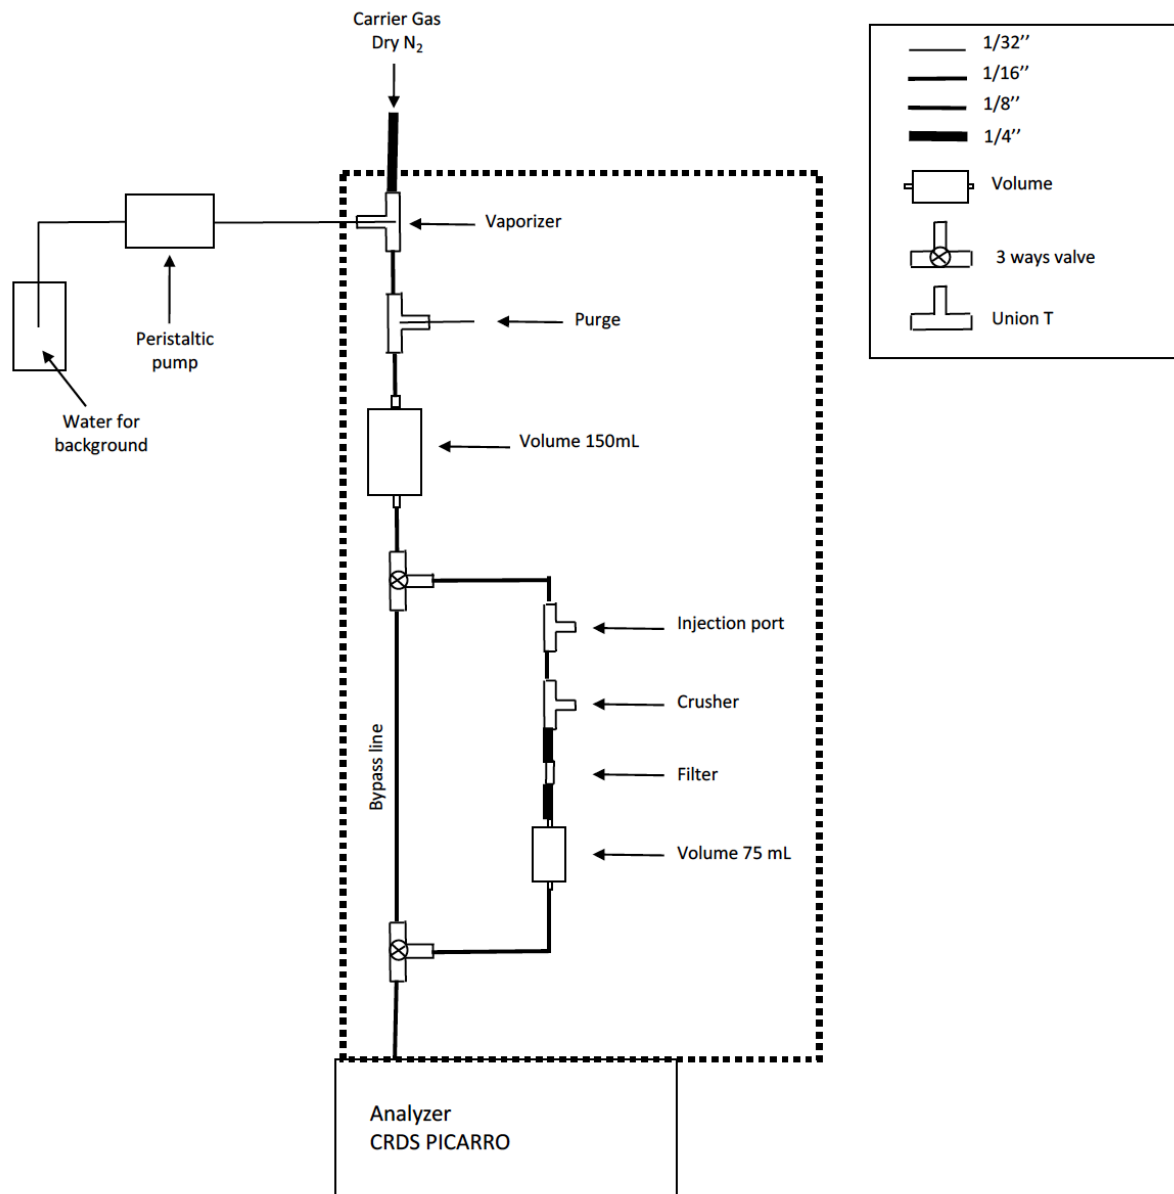 Carrier Gas
Dry N₂
1/32’’
1/16’’
1/8’’
1/4’’
Volume
3 ways valve
Union T
Vaporizer
Peristaltic
pump
Purge
Water for
background
Volume 150mL
Injection port
Crusher
Bypass line
Filter
Volume 75 mL
Analyzer
CRDS PICARRO